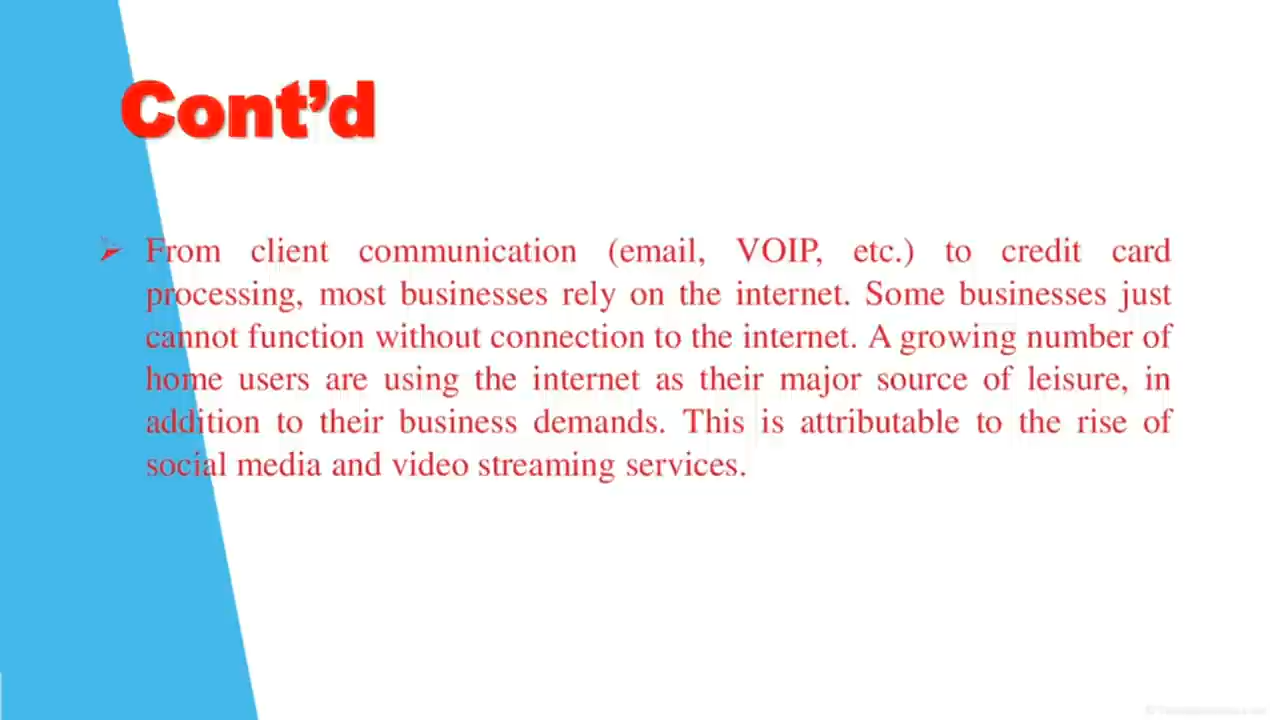 Cont’d
From client communication (email, VOIP, etc.) to credit card
processing, most businesses rely on the internet. Some businesses just
cannot function without connection to the internet. A growing number of
home users are using the internet as their major source of leisure, in
addition to their business demands. This is attributable to the rise of
social media and video streaming services.